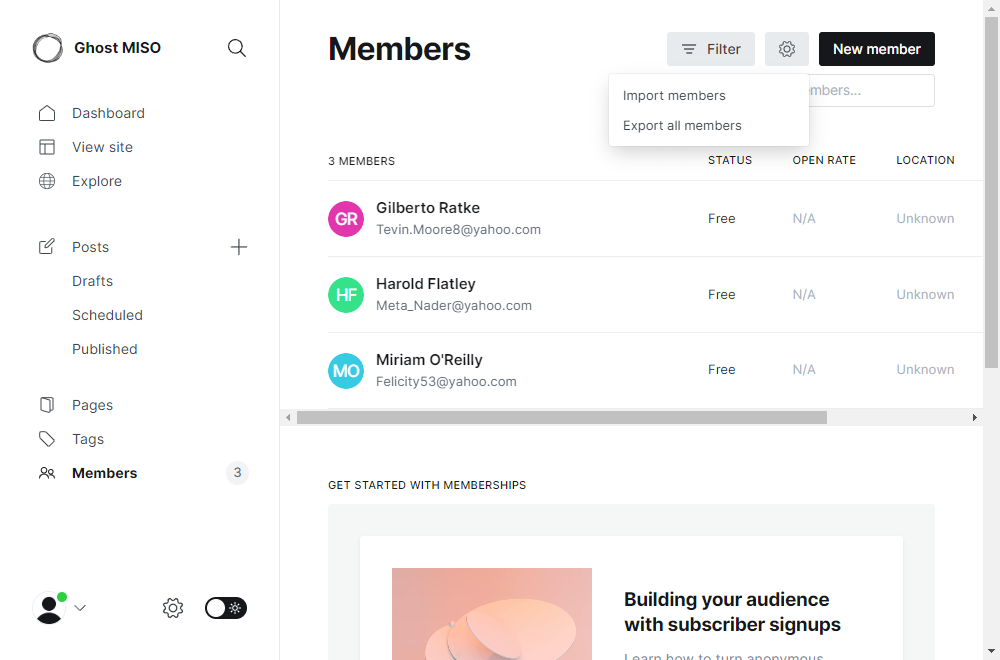 Ghost MISO
Dashboard
View site
Explore
Posts
Drafts
Scheduled
Published
Pages
Tags
Members
3
Members
Filter
New member
Import members
Export all members
3 MEMBERS
STATUS
OPEN RATE
LOCATION
GR
Gilberto Ratke
Tevin.Moore8@yahoo.com
Free
N/A
Unknown
HF
Harold Flatley
Meta_Nader@yahoo.com
Free
N/A
Unknown
MO
Miriam O'Reilly
Felicity53@yahoo.com
Free
N/A
Unknown
GET STARTED WITH MEMBERSHIPS
Building your audience
with subscriber signups
Learn how to turn anonymous